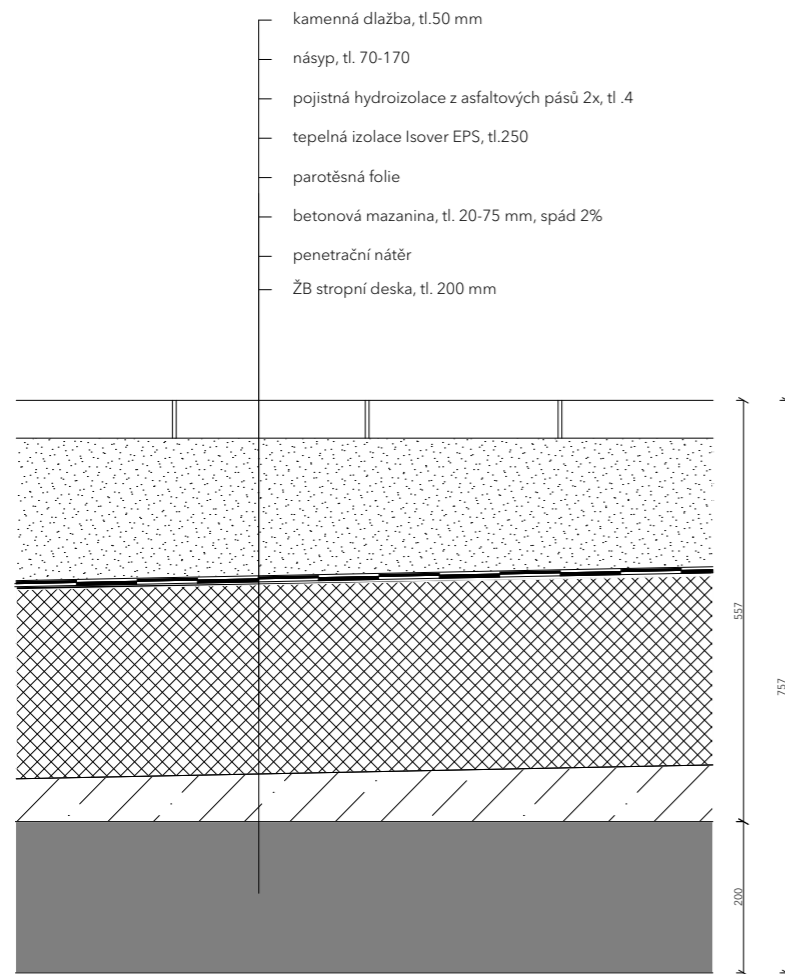 kamenná dlažba, tl.50 mm
násyp, tl. 70-170
pojistná hydroizolace z asfaltových pásů 2x, tl .4
tepelná izolace Isover EPS, tl.250
parotěsná folie
betonová mazanina, tl. 20-75 mm, spád 2%
penetrační nátěr
ŽB stropní deska, tl. 200 mm
557
757
200